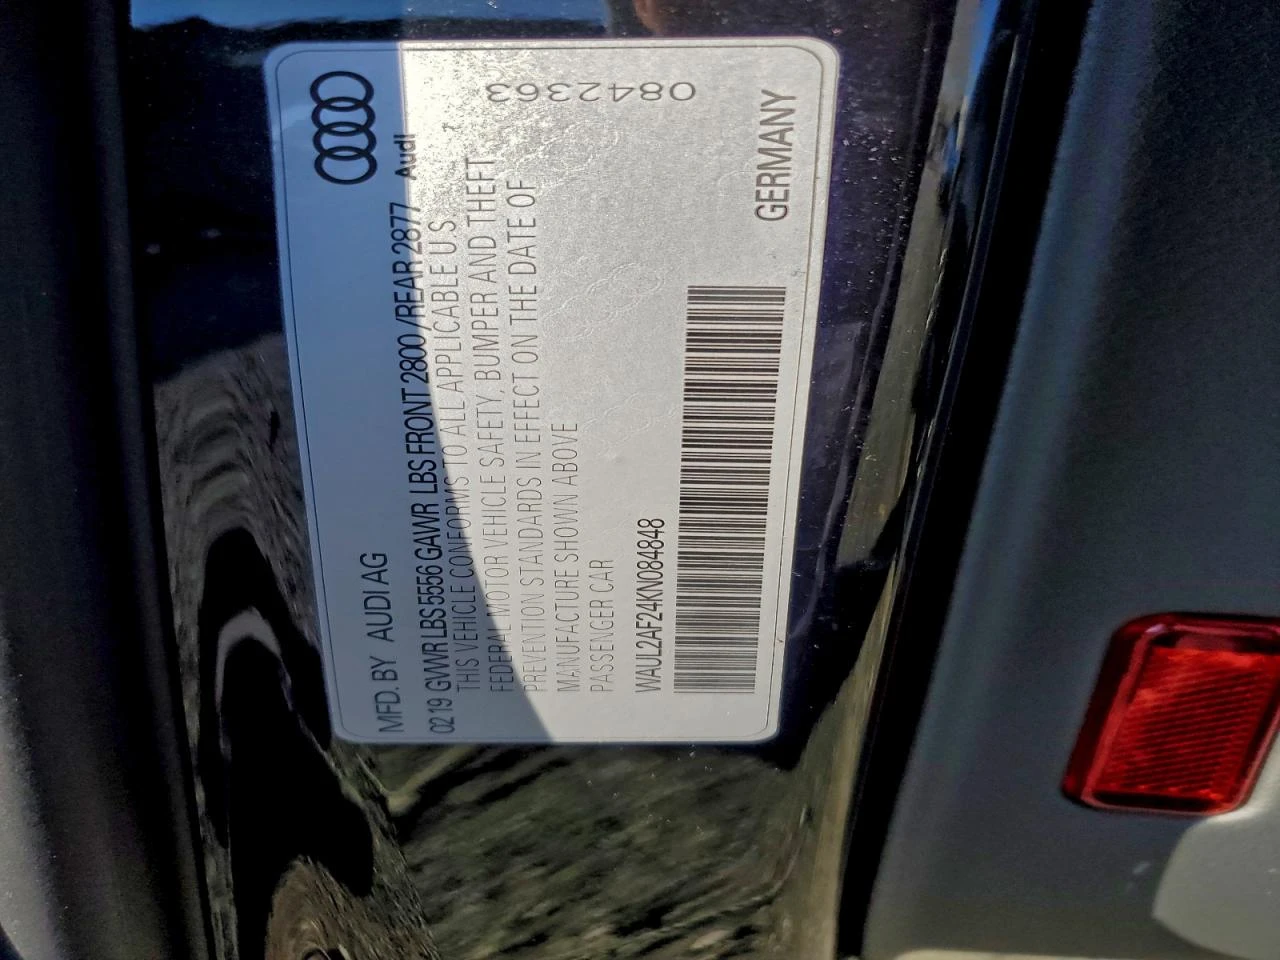 Audi
MFD. BY AUDI AG
02 19 GVWR LBS 5556 GAWR LBS FRONT 2800 /REAR 2877
THIS VEHICLE CONFORMS TO ALL APPLICABLE U.S.
FEDERAL MOTOR VEHICLE SAFETY, BUMPER AND THEFT
PREVENTION STANDARDS IN EFFECT ON THE DATE OF
MANUFACTURE SHOWN ABOVE
PASSENGER CAR
WAUL2AF24KN084848
GERMANY
0842363